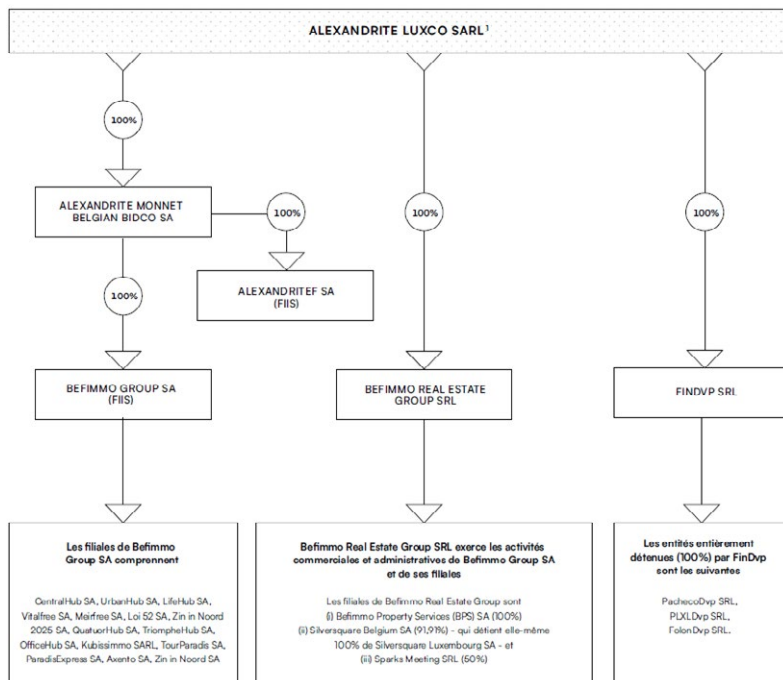 ALEXANDRITE LUXCO SARL¹
100%
ALEXANDRITE MONNET
BELGIAN BIDCO SA
100%
100%
100%
ALEXANDRITEF SA
(FIIS)
100%
BEFIMMO GROUP SA
(FIIS)
BEFIMMO REAL ESTATE
GROUP SRL
FINDVP SRL
Les filiales de Befimmo
Group SA comprennent
CentralHub SA, UrbanHub SA, LifeHub SA,
Vitalfree SA, Meirfree SA, Loi 52 SA, Zin in Noord
2025 SA, QuatuorHub SA, TriompheHub SA,
OfficeHub SA, Kubissimmo SARL, TourParadis SA,
ParadisExpress SA, Axento SA, Zin in Noord SA
Befimmo Real Estate Group SRL exerce les activités
commerciales et administratives de Befimmo Group SA
et de ses filiales
Les filiales de Befimmo Real Estate Group sont
(i) Befimmo Property Services (BPS) SA (100%)
(ii) Silversquare Belgium SA (91,91%) - qui détient elle-même
100% de Silversquare Luxembourg SA - et
(iii) Sparks Meeting SRL (50%)
Les entités entièrement
détenues (100%) par FinDvp
sont les suivantes
PachecoDvp SRL,
PLXLDvp SRL,
FolonDvp SRL.